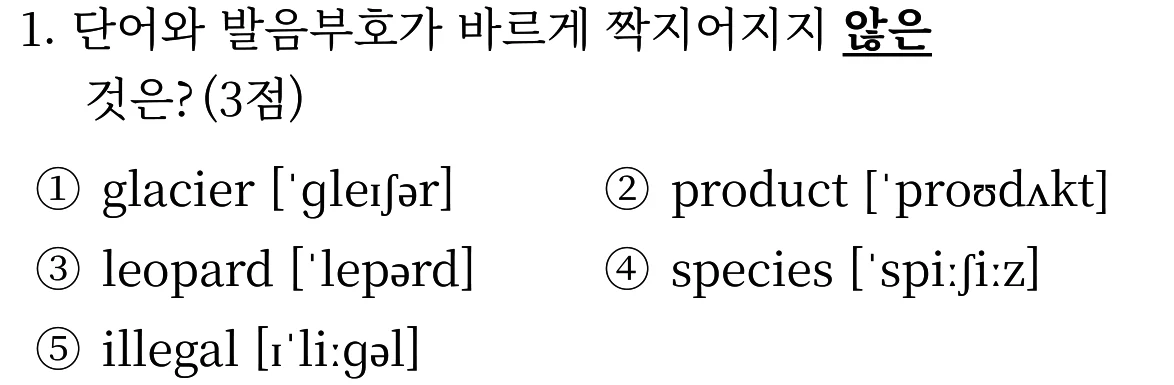 1. 단어와 발음부호가 바르게 짝지어지지 않은
것은?(3점)
① glacier [ˈɡleɪʃər] ② product [ˈproʊdʌkt]
③ leopard [ˈlepərd] ④ species [ˈspiːʃiːz]
⑤ illegal [ɪˈliːɡəl]